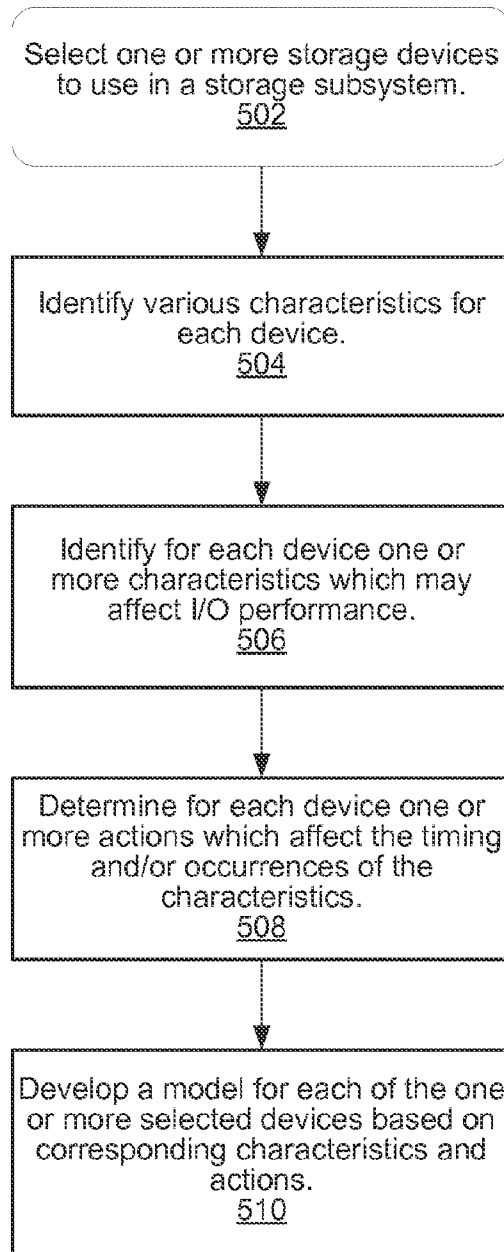 Select one or more storage devices
to use in a storage subsystem.
502
Identify various characteristics for
each device.
504
Identify for each device one or
more characteristics which may
affect I/O performance.
506
Determine for each device one or
more actions which affect the timing
and/or occurrences of the
characteristics.
508
Develop a model for each of the one
or more selected devices based on
corresponding characteristics and
actions.
510